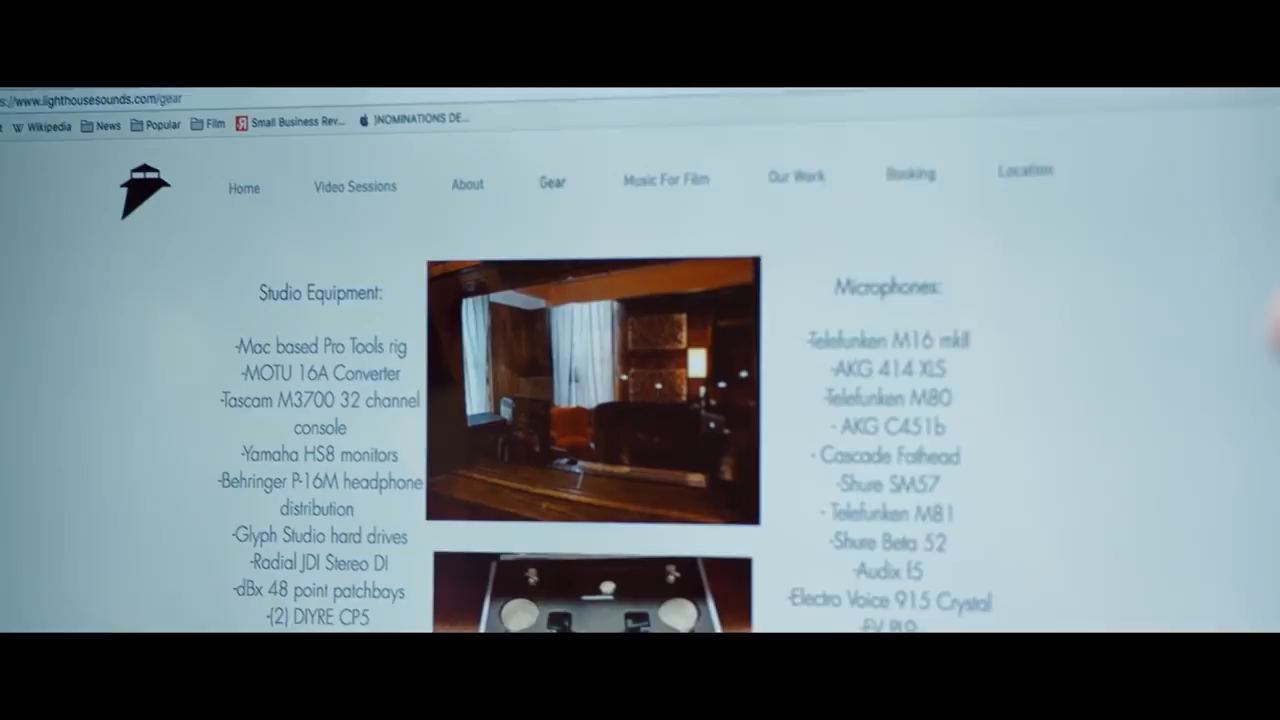 s://www.lighthousesounds.com/gear
t Wikipedia News Popular Film Small Business Rev... )NOMINATIONS DE...
Home Video Sessions About Gear Music For Film Our Work Booking Location
Studio Equipment:
-Mac based Pro Tools rig
-MOTU 16A Converter
-Tascam M3700 32 channel
console
-Yamaha HS8 monitors
-Behringer P-16M headphone
distribution
-Glyph Studio hard drives
-Radial JDI Stereo DI
-dBx 48 point patchbays
-(2) DIYRE CP5
Microphones:
-Telefunken M16 mkII
-AKG 414 XLS
-Telefunken M80
- AKG C451b
- Cascade Fathead
-Shure SM57
- Telefunken M81
-Shure Beta 52
-Audix f5
-Electro Voice 915 Crystal